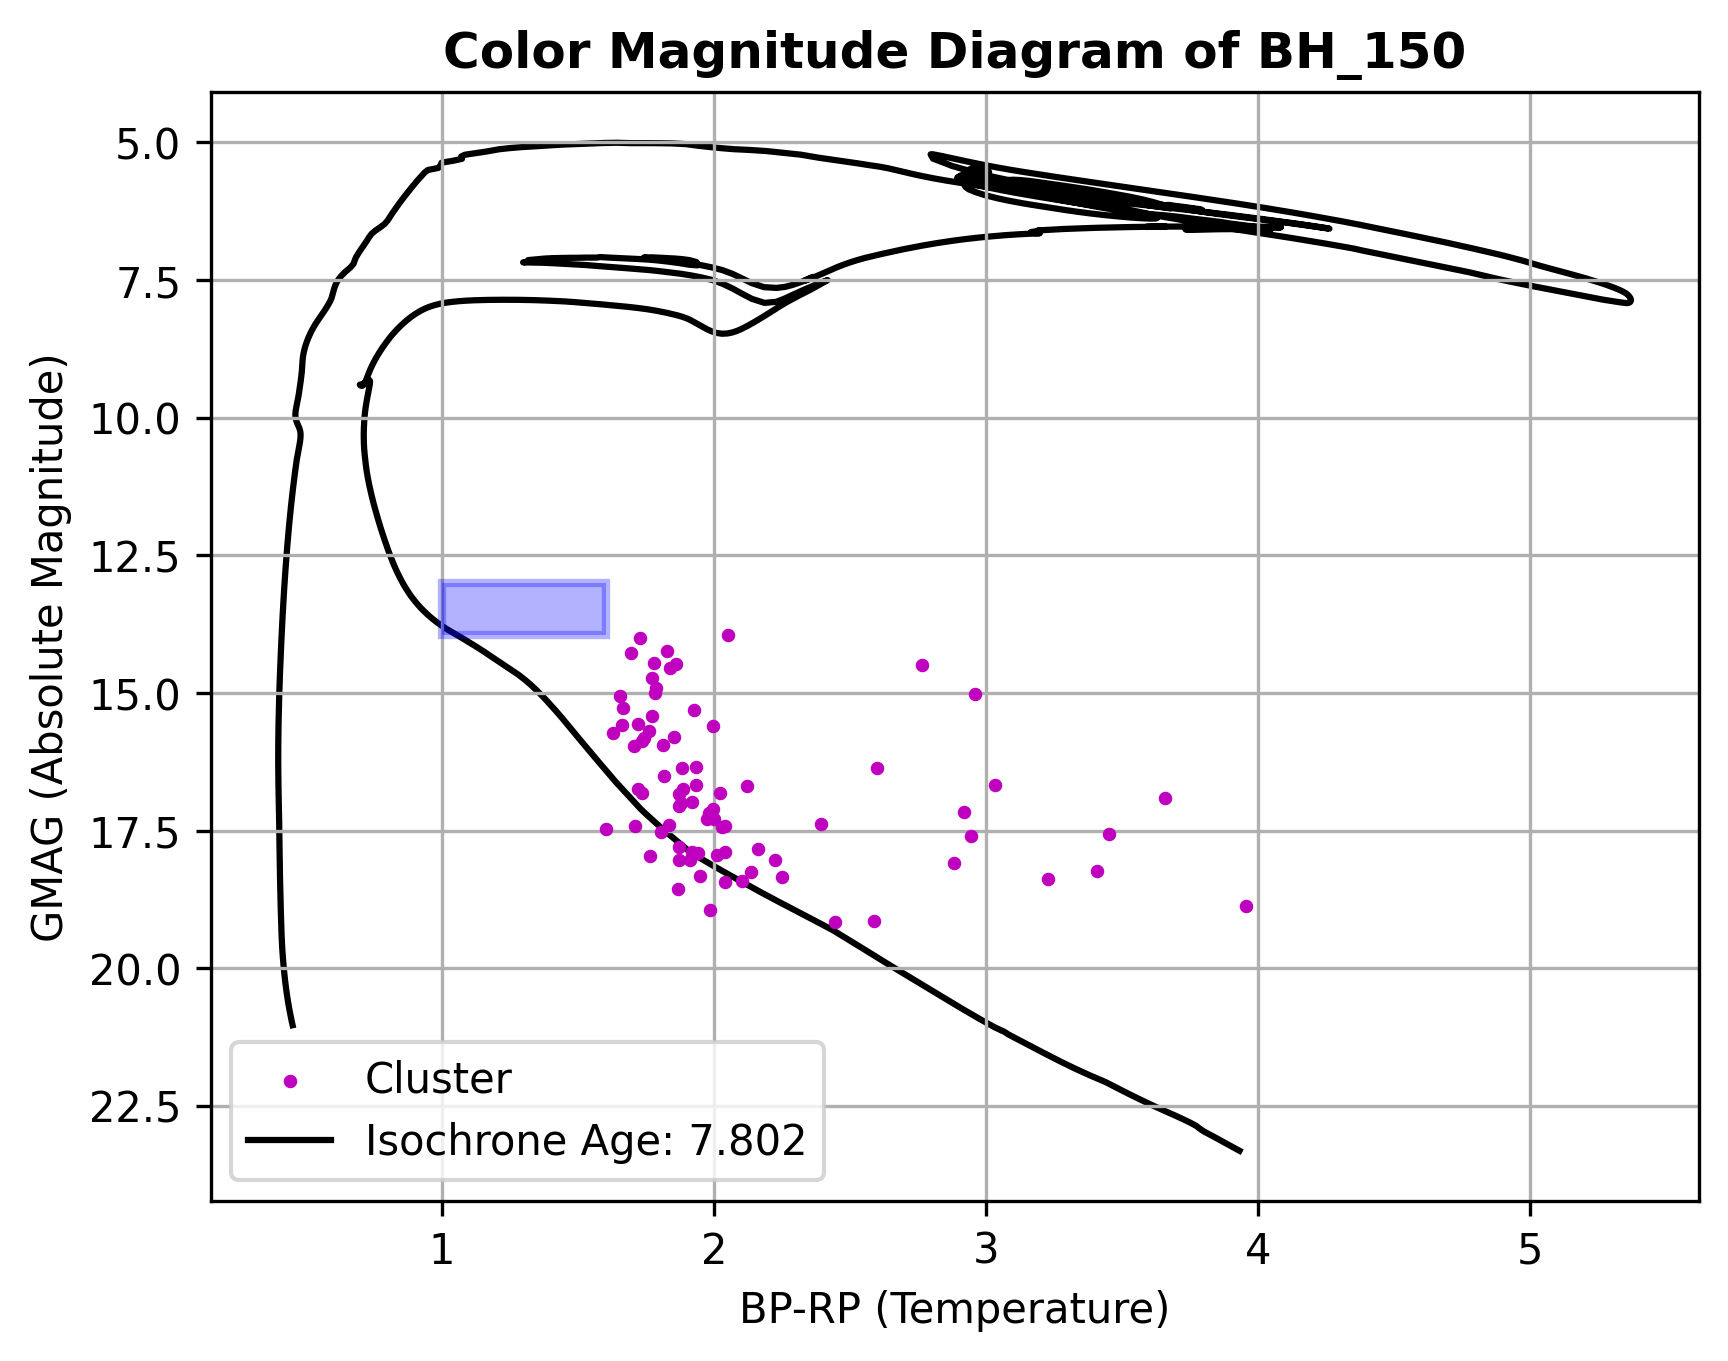 Color Magnitude Diagram of BH_150
GMAG (Absolute Magnitude)
5.0
7.5
10.0
12.5
15.0
17.5
20.0
22.5
Cluster
Isochrone Age: 7.802
1 2 3 4 5
BP-RP (Temperature)